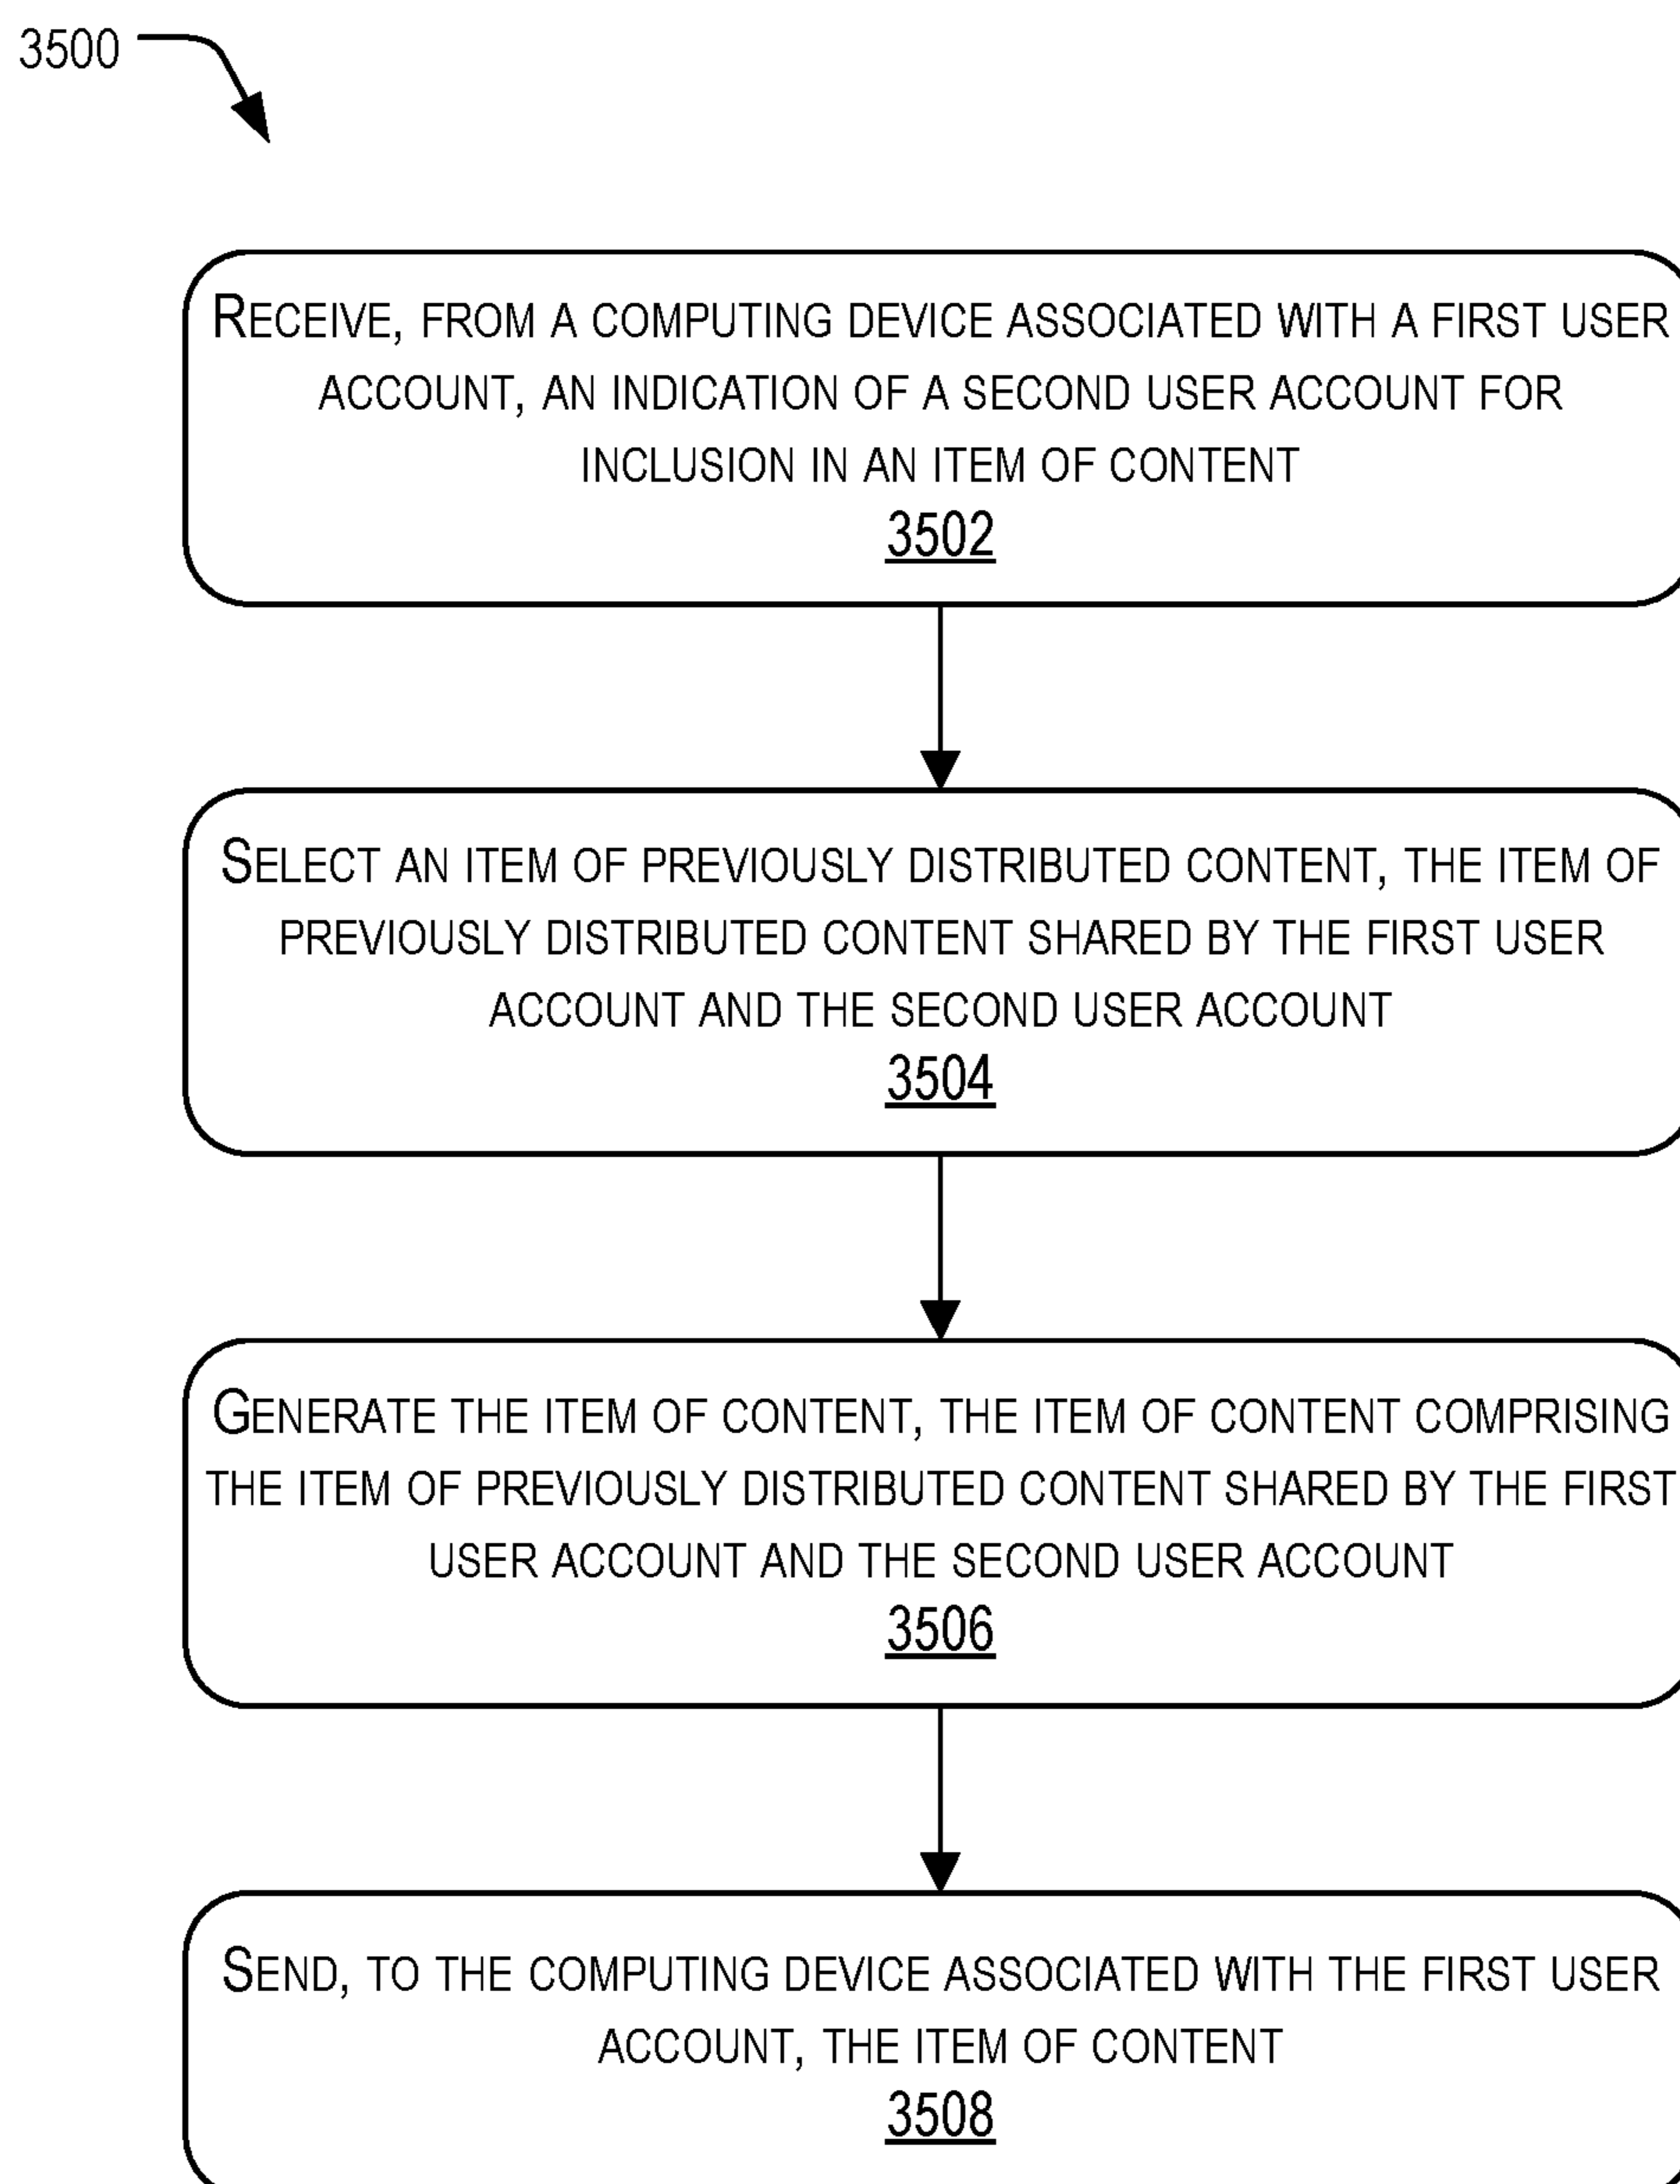 3500
RECEIVE, FROM A COMPUTING DEVICE ASSOCIATED WITH A FIRST USER
ACCOUNT, AN INDICATION OF A SECOND USER ACCOUNT FOR
INCLUSION IN AN ITEM OF CONTENT
3502
SELECT AN ITEM OF PREVIOUSLY DISTRIBUTED CONTENT, THE ITEM OF
PREVIOUSLY DISTRIBUTED CONTENT SHARED BY THE FIRST USER
ACCOUNT AND THE SECOND USER ACCOUNT
3504
GENERATE THE ITEM OF CONTENT, THE ITEM OF CONTENT COMPRISING
THE ITEM OF PREVIOUSLY DISTRIBUTED CONTENT SHARED BY THE FIRST
USER ACCOUNT AND THE SECOND USER ACCOUNT
3506
SEND, TO THE COMPUTING DEVICE ASSOCIATED WITH THE FIRST USER
ACCOUNT, THE ITEM OF CONTENT
3508